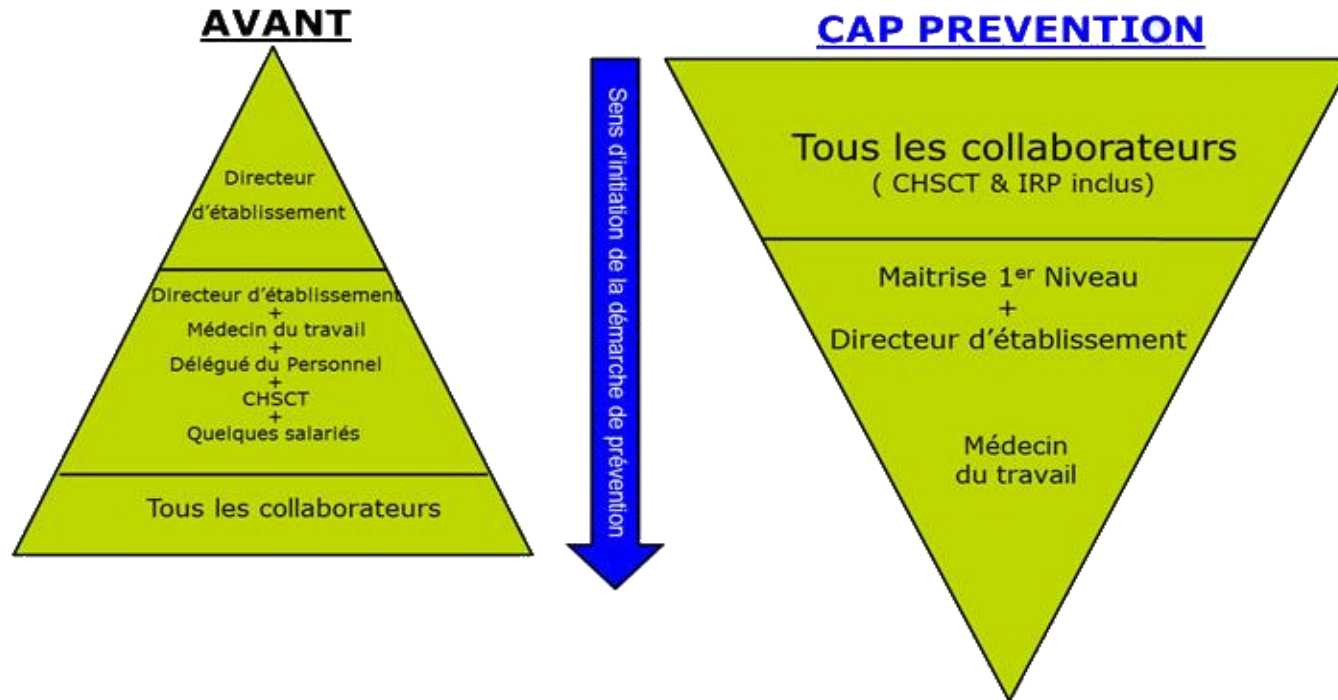 AVANT
Directeur
d'établissement
Directeur d'établissement
+
Médecin du travail
+
Délégué du Personnel
+
CHSCT
+
Quelques salariés
Tous les collaborateurs
Sens d'initiation de la démarche de prévention
CAP PREVENTION
Tous les collaborateurs
( CHSCT & IRP inclus)
Maitrise 1er Niveau
+
Directeur d'établissement
Médecin
du travail